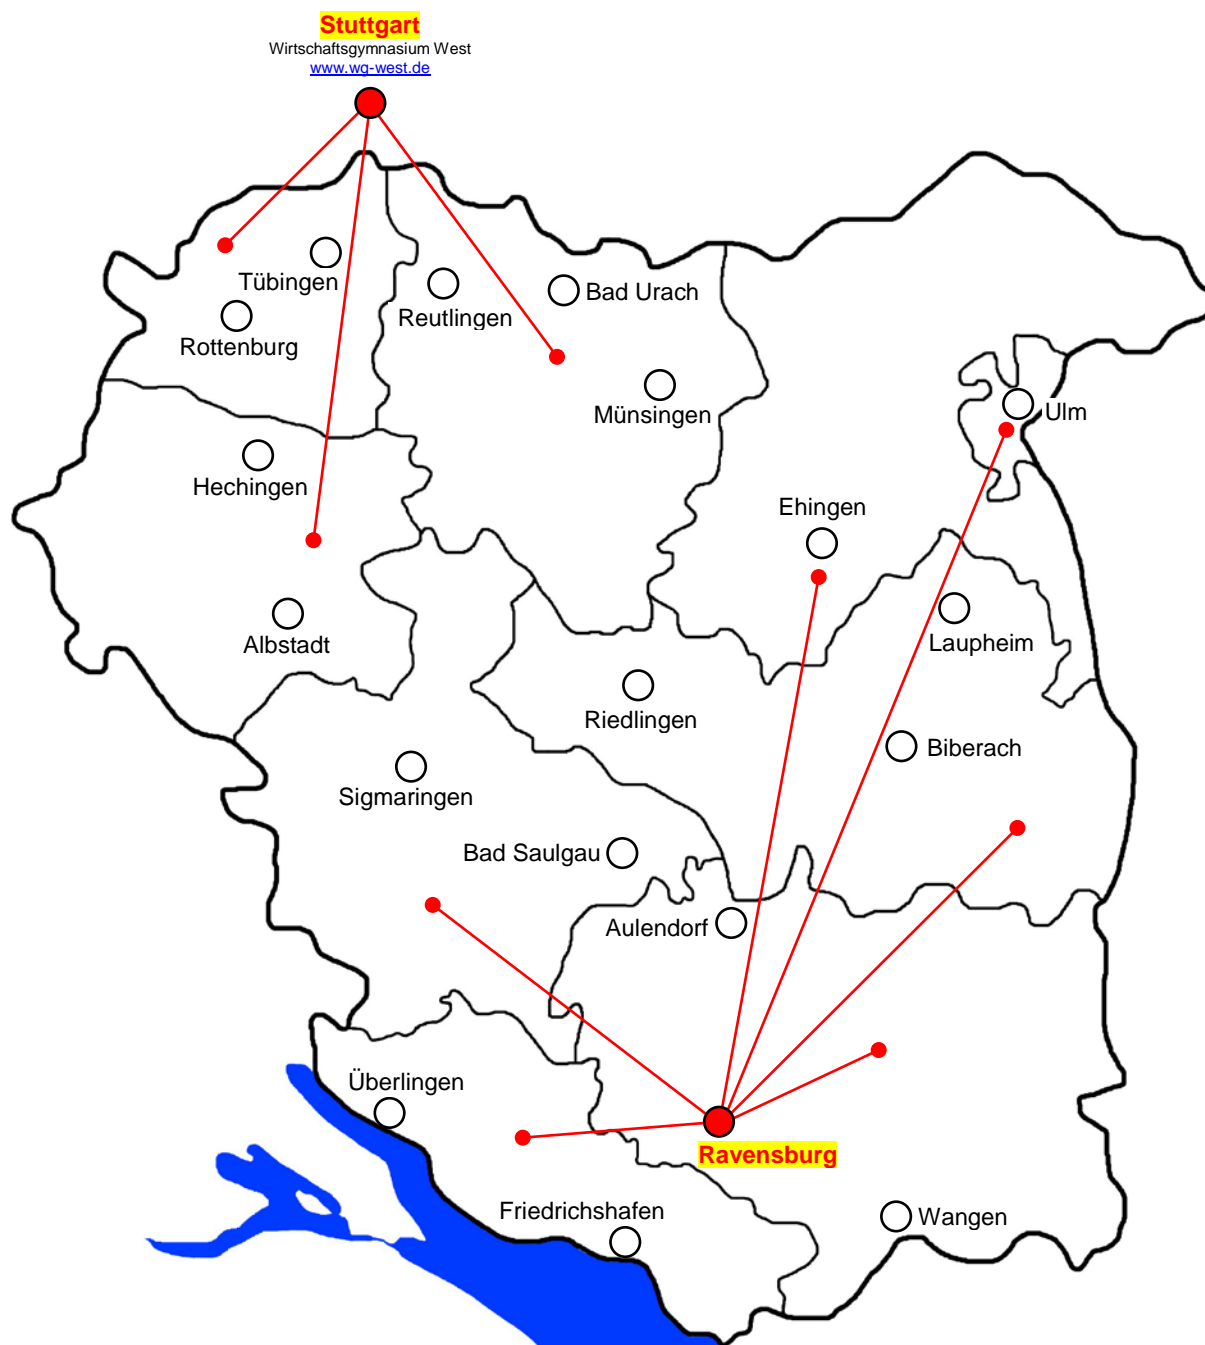 Stuttgart
Wirtschaftsgymnasium West
www.wg-west.de
Tübingen
Bad Urach
Reutlingen
Rottenburg
Münsingen
Ulm
Hechingen
Ehingen
Laupheim
Albstadt
Riedlingen
Biberach
Sigmaringen
Bad Saulgau
Aulendorf
Überlingen
Ravensburg
Friedrichshafen
Wangen